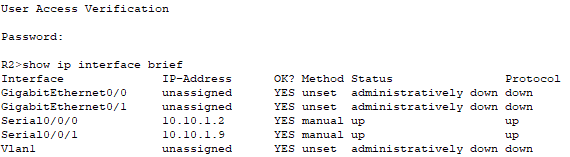 User Access Verification
Password:
R2>show ip interface brief
Interface IP-Address OK? Method Status Protocol
GigabitEthernet0/0 unassigned YES unset administratively down down
GigabitEthernet0/1 unassigned YES unset administratively down down
Serial0/0/0 10.10.1.2 YES manual up up
Serial0/0/1 10.10.1.9 YES manual up up
Vlan1 unassigned YES unset administratively down down